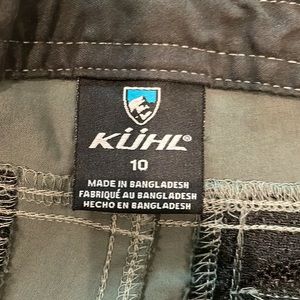 KÜHL®
10
MADE IN BANGLADESH
FABRIQUÉ AU BANGLADESH
HECHO EN BANGLADESH